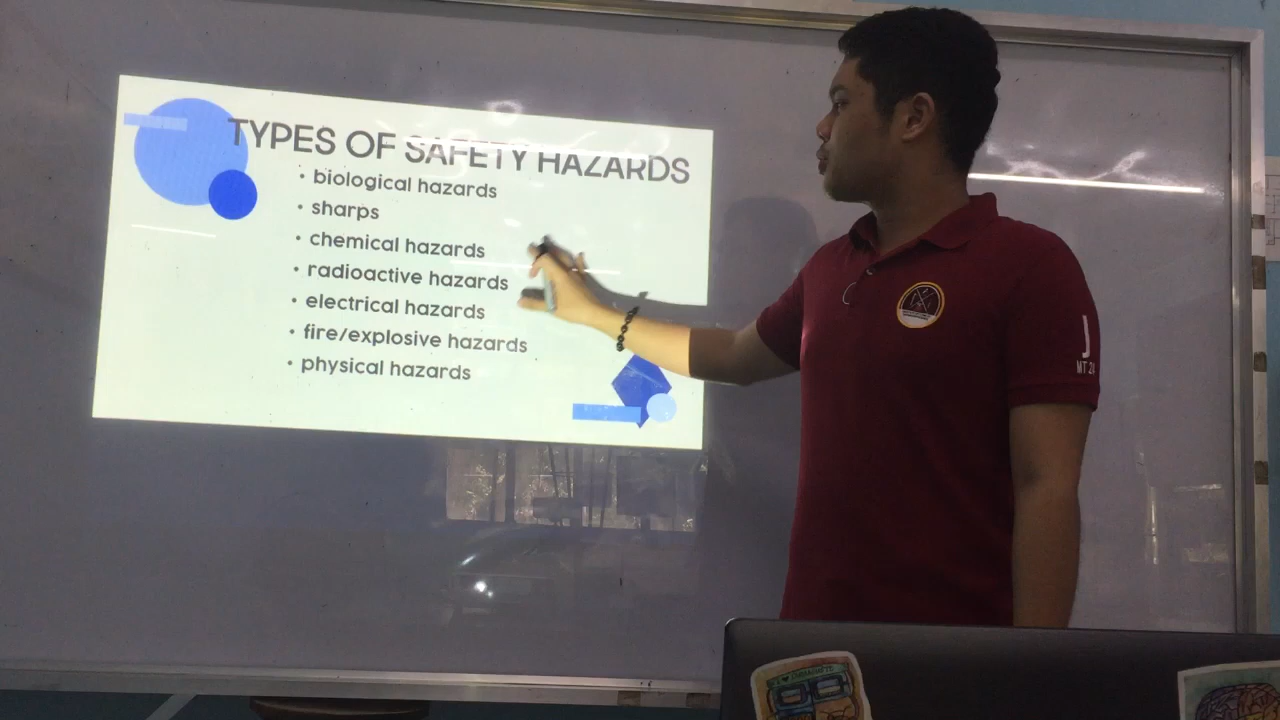 TYPES OF SAFETY HAZARDS
• biological hazards
• sharps
• chemical hazards
• radioactive hazards
• electrical hazards
• fire/explosive hazards
• physical hazards
J